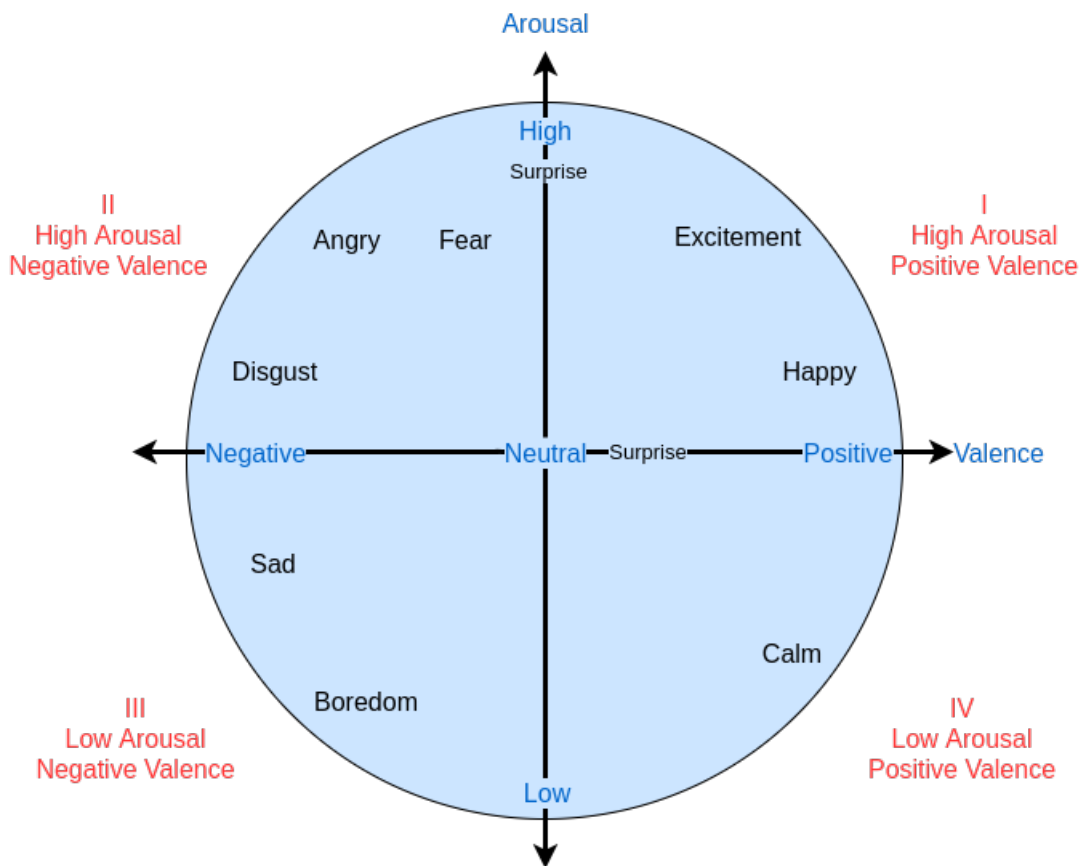 Arousal
High
Surprise
II
High Arousal
Negative Valence
I
High Arousal
Positive Valence
Angry
Fear
Excitement
Disgust
Happy
Negative
Neutral
Surprise
Positive
Valence
Sad
Calm
Boredom
III
Low Arousal
Negative Valence
IV
Low Arousal
Positive Valence
Low